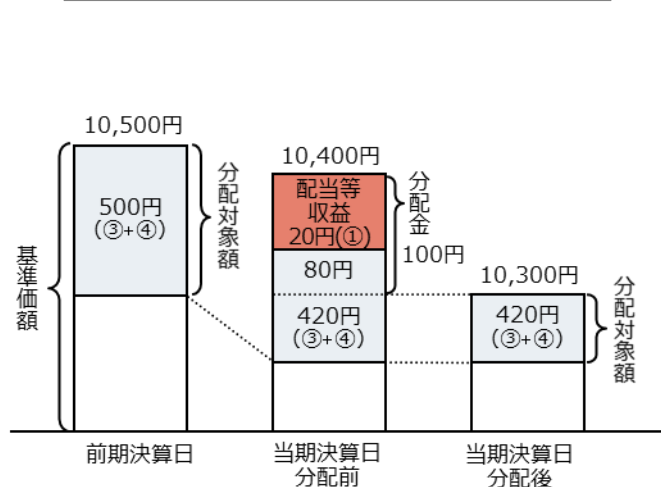 10,500円
500円
(③+④)
分配対象額
基準価額
前期決算日
10,400円
配当等
収益
20円(①)
80円
420円
(③+④)
分配金
100円
当期決算日
分配前
10,300円
420円
(③+④)
分配対象額
当期決算日
分配後